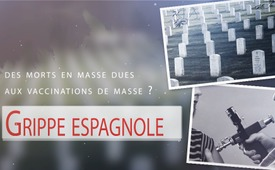 DES MORTS EN MASSE DUES
AUX VACCINATIONS DE MASSE ?
GRIPPE ESPAGNOLE